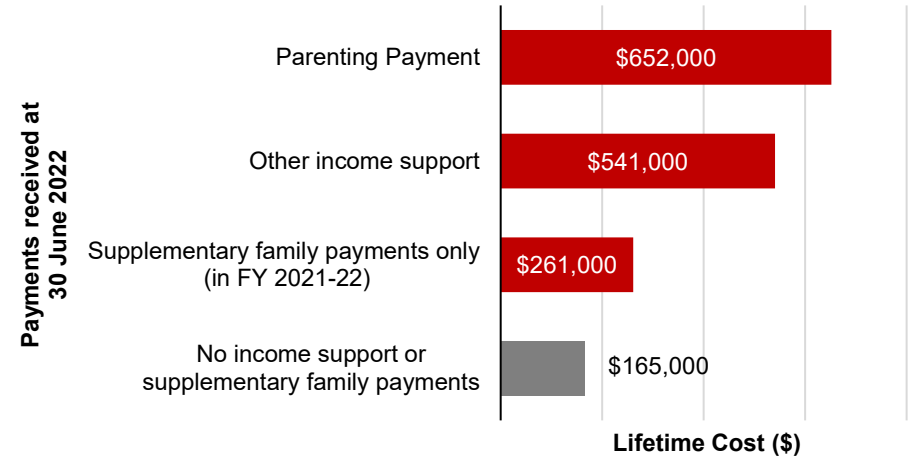 Payments received at
30 June 2022
Parenting Payment
$652,000
Other income support
$541,000
Supplementary family payments only
(in FY 2021-22)
$261,000
No income support or
supplementary family payments
$165,000
Lifetime Cost ($)